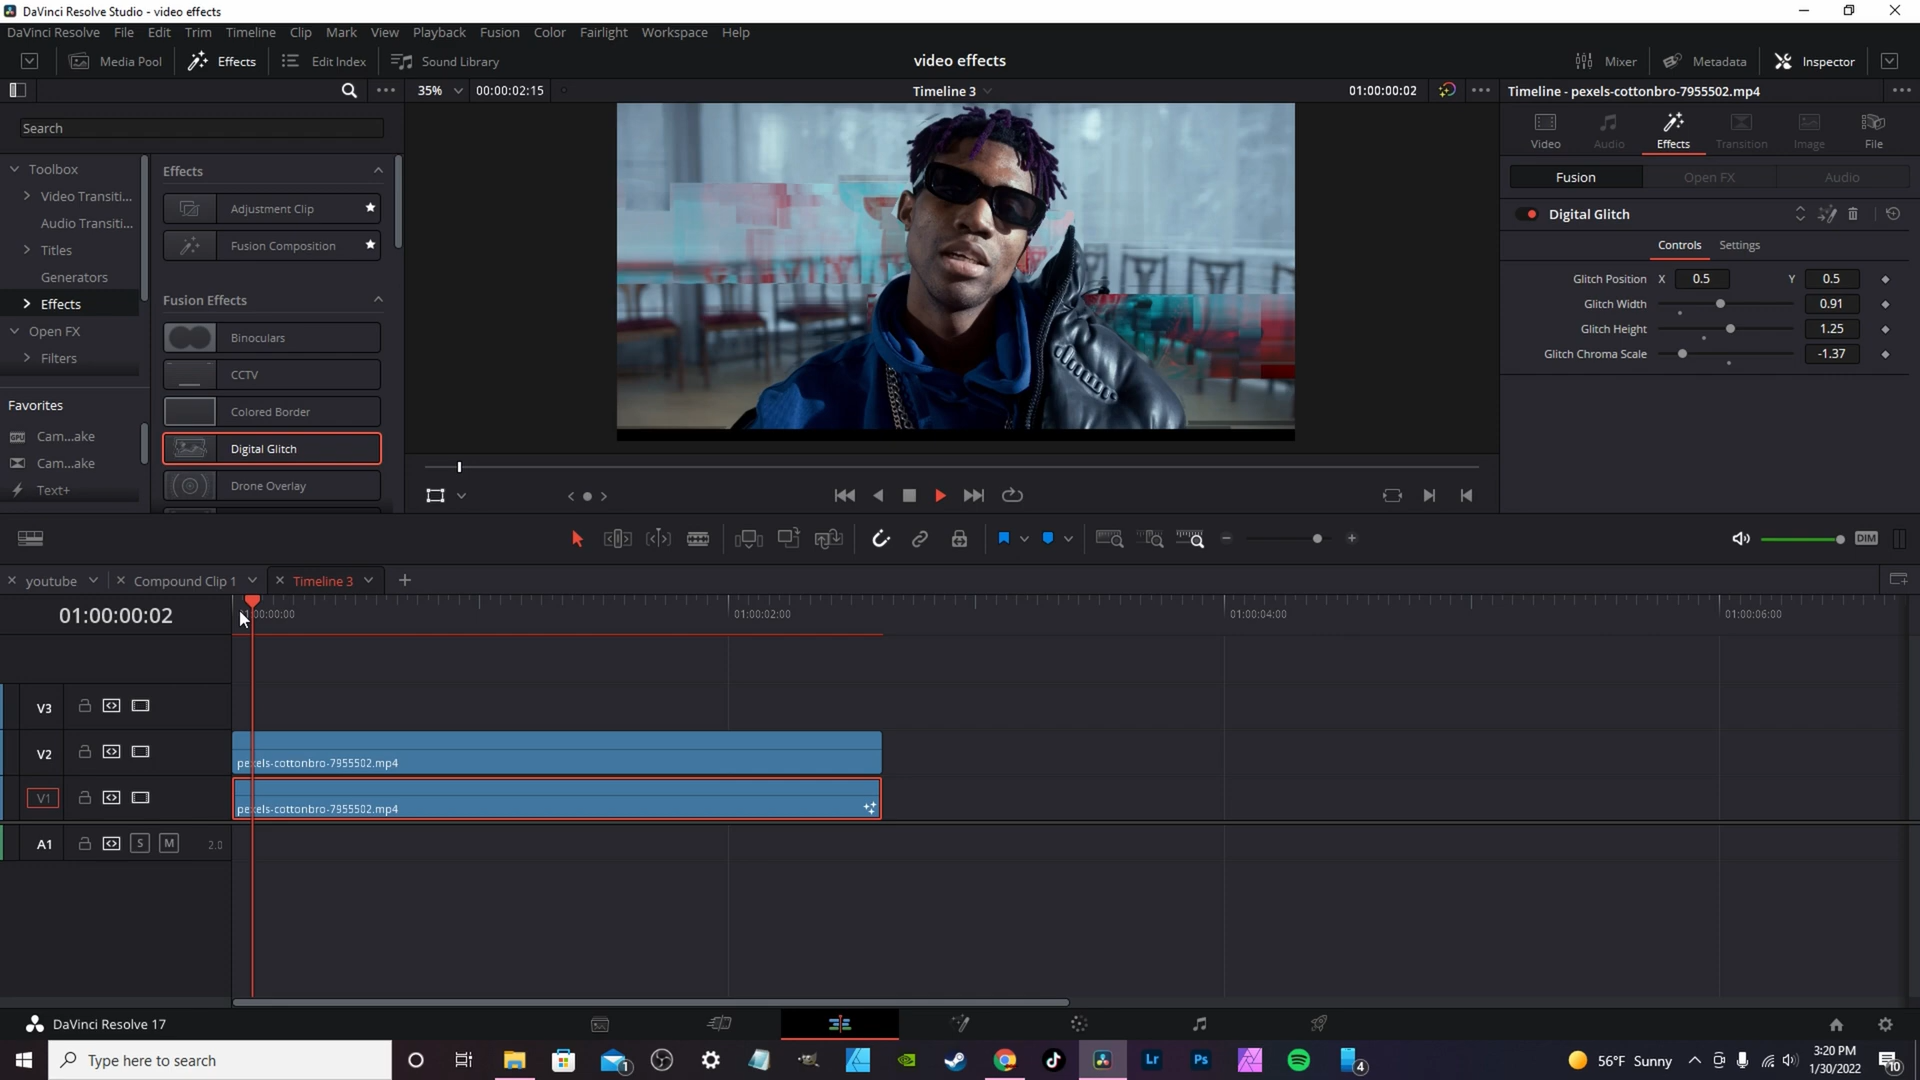 DaVinci Resolve Studio - video effects
DaVinci Resolve File Edit Trim Timeline Clip Mark View Playback Fusion Color Fairlight Workspace Help
Media Pool Effects Edit Index Sound Library video effects Mixer Metadata Inspector
35% 00:00:02:15 Timeline 3 01:00:00:02 Timeline - pexels-cottonbro-7955502.mp4
Search
Video Audio Effects Transition Image File
Toolbox
Video Transiti...
Audio Transiti...
Titles
Generators
Effects
Open FX
Filters
Favorites
Cam...ake
Cam...ake
Text+
Effects
Adjustment Clip
Fusion Composition
Fusion Effects
Binoculars
CCTV
Colored Border
Digital Glitch
Drone Overlay
Fusion Open FX Audio
Digital Glitch
Controls Settings
Glitch Position X 0.5 Y 0.5
Glitch Width 0.91
Glitch Height 1.25
Glitch Chroma Scale -1.37
DIM
youtube Compound Clip 1 Timeline 3
01:00:00:02 01:00:00:00 01:00:02:00 01:00:04:00 01:00:06:00
V3
V2 pexels-cottonbro-7955502.mp4
V1 pexels-cottonbro-7955502.mp4
A1 S M 2.0
DaVinci Resolve 17
Type here to search
1
Lr
Ps
4
56°F Sunny
3:20 PM
1/30/2022
10